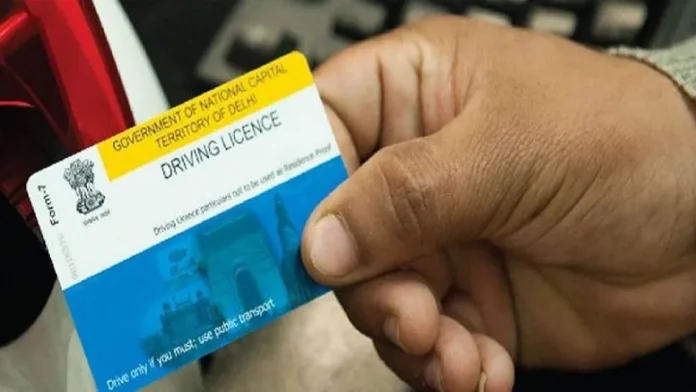 GOVERNMENT OF NATIONAL CAPITAL
TERRITORY OF DELHI
DRIVING LICENCE
Form-7
Driving Licence particulars not to be used as Residence Proof
Drive only if you must; use public transport